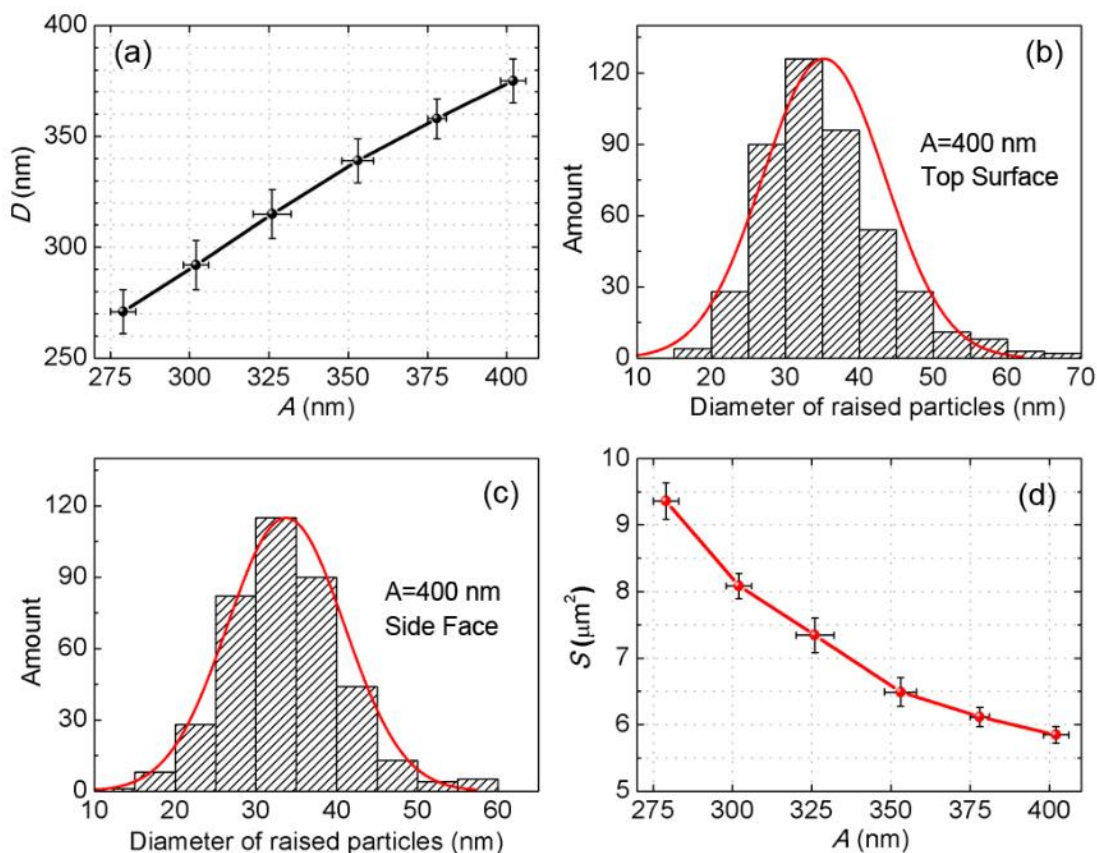 (a)
D (nm)
400
350
300
250
275 300 325 350 375 400
A (nm)
(b)
Amount
120
90
60
30
0
A=400 nm
Top Surface
10 20 30 40 50 60 70
Diameter of raised particles (nm)
(c)
Amount
120
90
60
30
0
A=400 nm
Side Face
10 20 30 40 50 60
Diameter of raised particles (nm)
(d)
S (μm²)
10
9
8
7
6
5
275 300 325 350 375 400
A (nm)